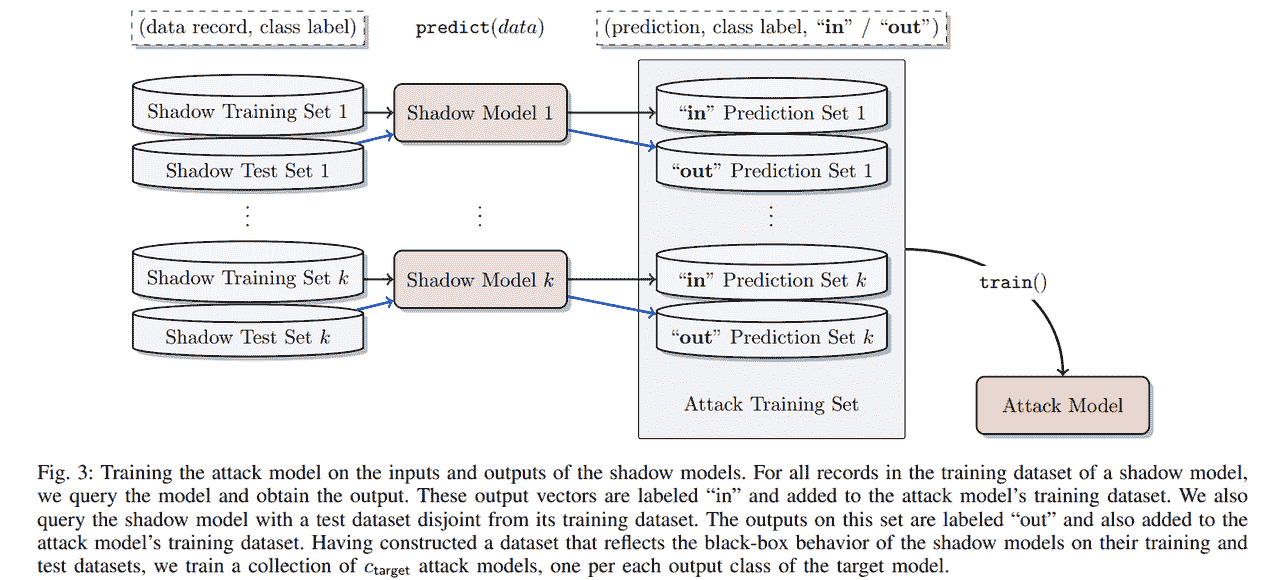 (data record, class label) predict(data) (prediction, class label, “in” / “out”)
Shadow Training Set 1 Shadow Model 1 “in” Prediction Set 1
Shadow Test Set 1 “out” Prediction Set 1
⋮ ⋮ ⋮
Shadow Training Set k Shadow Model k “in” Prediction Set k
train()
Shadow Test Set k “out” Prediction Set k
Attack Training Set Attack Model
Fig. 3: Training the attack model on the inputs and outputs of the shadow models. For all records in the training dataset of a shadow model,
we query the model and obtain the output. These output vectors are labeled “in” and added to the attack model’s training dataset. We also
query the shadow model with a test dataset disjoint from its training dataset. The outputs on this set are labeled “out” and also added to the
attack model’s training dataset. Having constructed a dataset that reflects the black-box behavior of the shadow models on their training and
test datasets, we train a collection of c_target attack models, one per each output class of the target model.